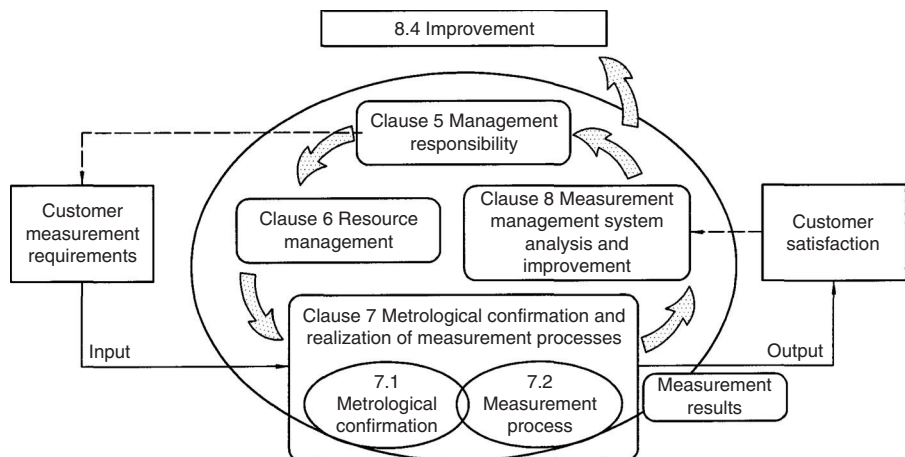 8.4 Improvement
Clause 5 Management
responsibility
Customer
measurement
requirements
Clause 6 Resource
management
Clause 8 Measurement
management system
analysis and
improvement
Customer
satisfaction
Clause 7 Metrological confirmation and
realization of measurement processes
Input
Output
7.1
Metrological
confirmation
7.2
Measurement
process
Measurement
results